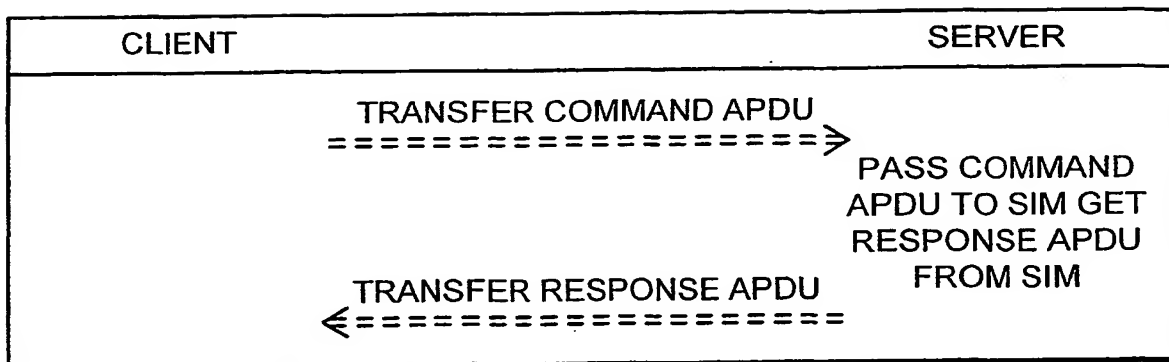 CLIENT SERVER
TRANSFER COMMAND APDU
PASS COMMAND
APDU TO SIM GET
RESPONSE APDU
FROM SIM
TRANSFER RESPONSE APDU